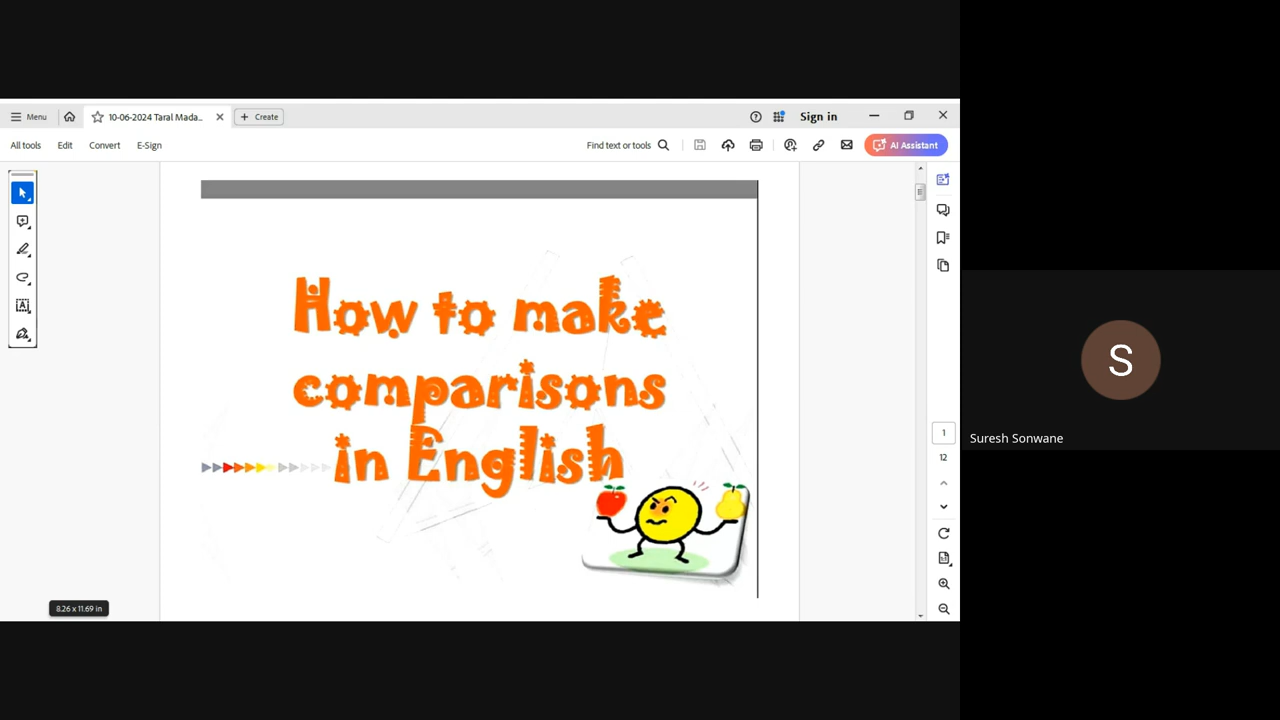 Menu
10-06-2024 Taral Mada...
Create
Sign in
All tools
Edit
Convert
E-Sign
Find text or tools
AI Assistant
How to make
comparisons
in English
1
12
8.26 x 11.69 in
S
Suresh Sonwane